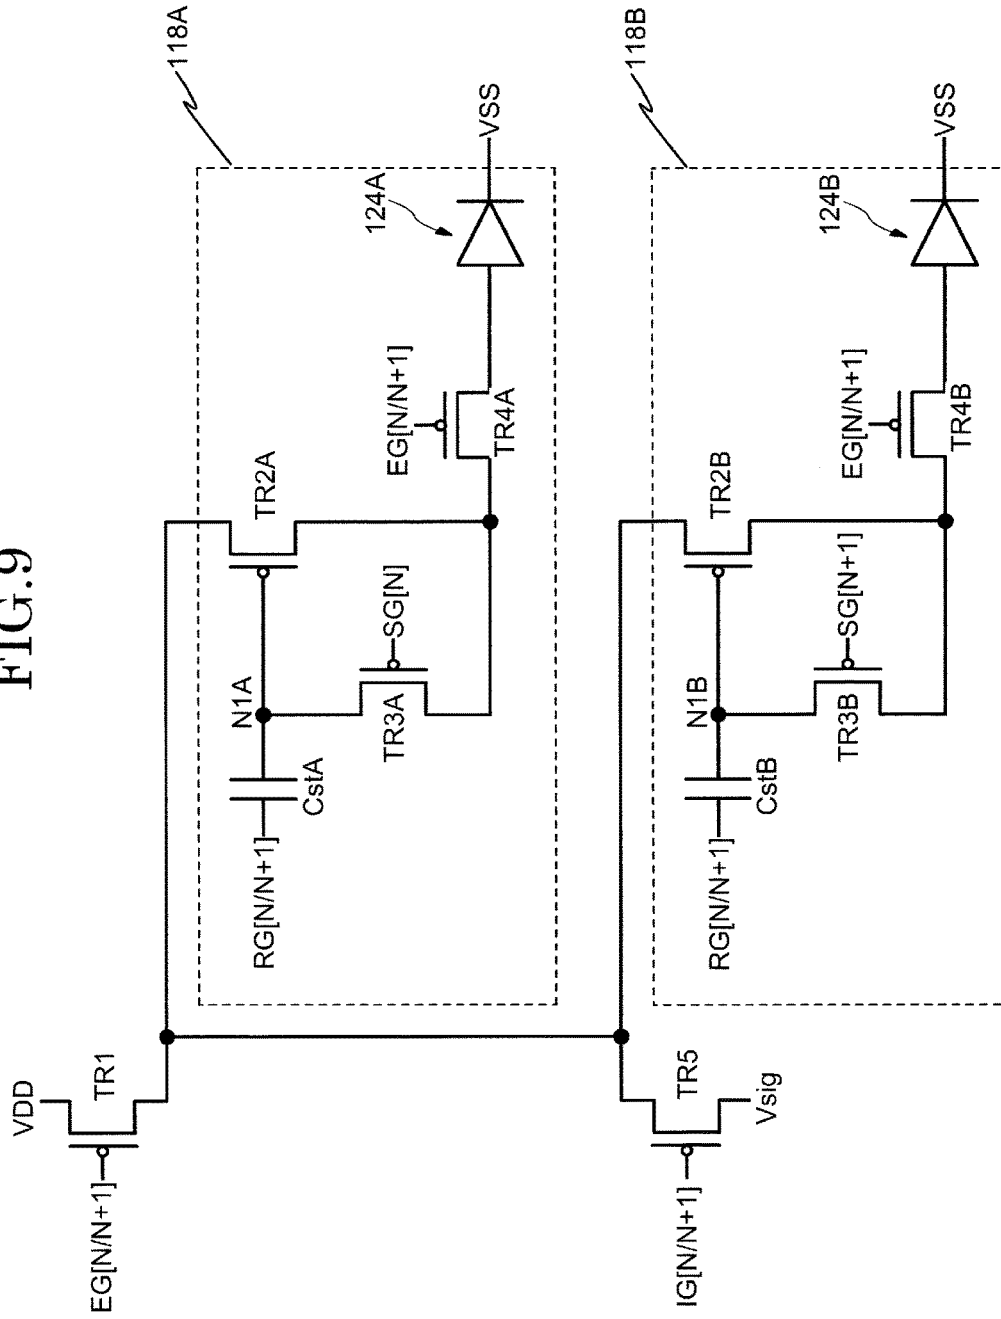 FIG.9
118A
118B
VDD
TR1
EG[N/N+1]
TR2A
N1A
SG[N]
TR3A
CstA
RG[N/N+1]
EG[N/N+1]
TR4A
124A
VSS
TR5
Vsig
IG[N/N+1]
TR2B
N1B
SG[N+1]
TR3B
CstB
RG[N/N+1]
EG[N/N+1]
TR4B
124B
VSS